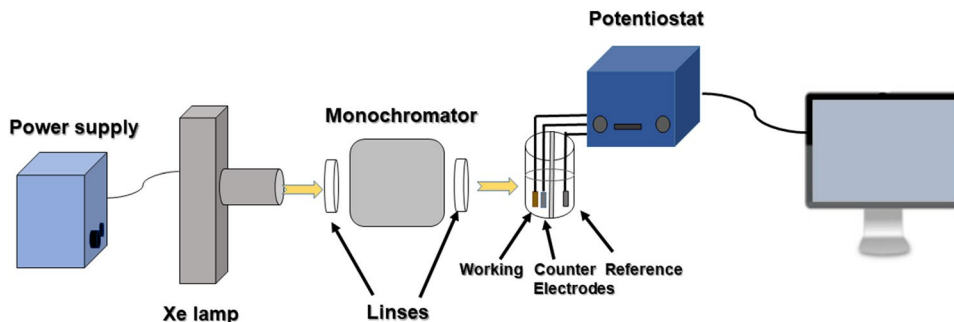 Potentiostat
Monochromator
Power supply
Working Counter Reference
Electrodes
Xe lamp
Linses